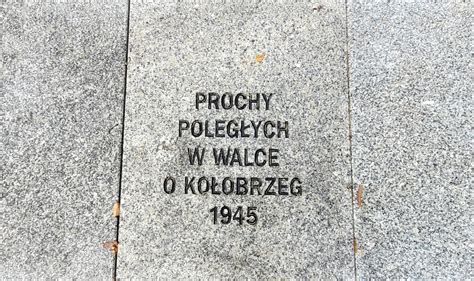 PROCHY
POLEGŁYCH
W WALCE
O KOŁOBRZEG
1945